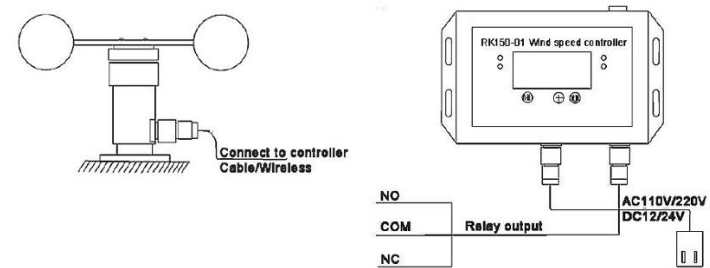 RK150-01 Wind speed controller
Connect to controller
Cable/Wireless
NO
COM
NC
Relay output
AC110V/220V
DC12/24V